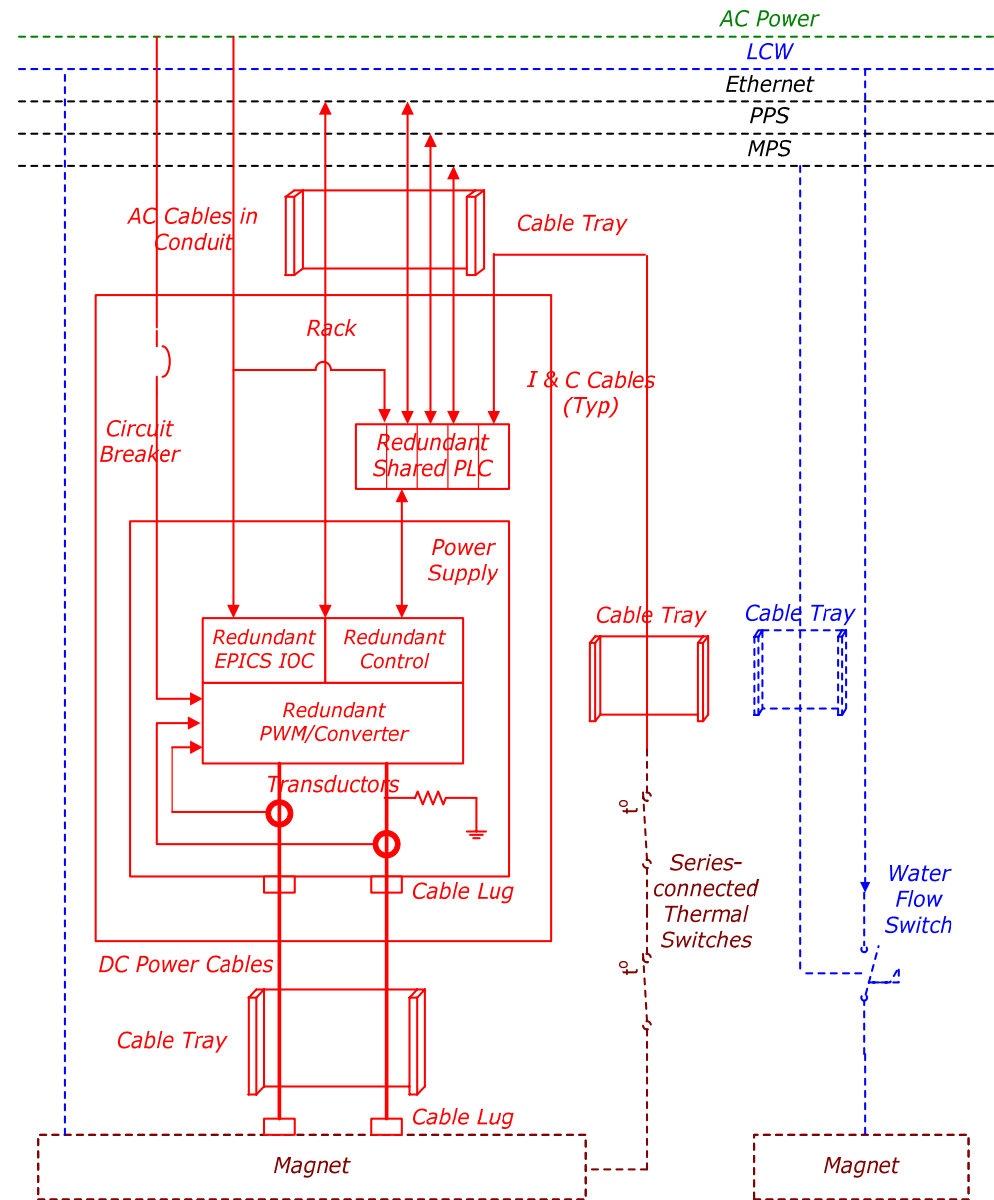 AC Power
LCW
Ethernet
PPS
MPS
AC Cables in
Conduit
Cable Tray
Rack
I & C Cables
(Typ)
Circuit
Breaker
Redundant
Shared PLC
Power
Supply
Cable Tray
Cable Tray
Redundant
EPICS IOC
Redundant
Control
Redundant
PWM/Converter
Transductors
to
Series-
connected
Thermal
Switches
Water
Flow
Switch
Cable Lug
DC Power Cables
to
Cable Tray
Cable Lug
Magnet
Magnet